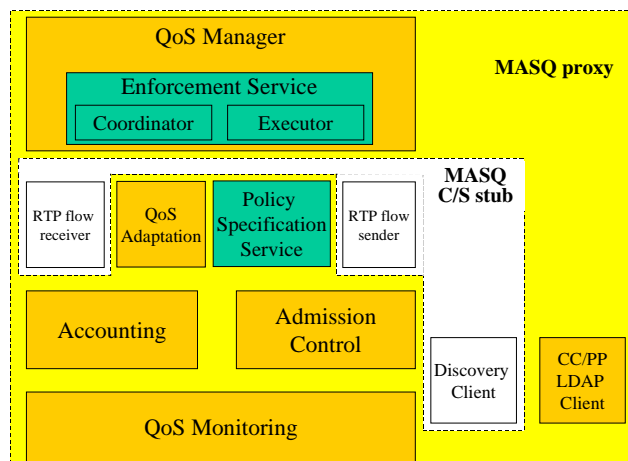 QoS Manager
MASQ proxy
Enforcement Service
Coordinator
Executor
MASQ
C/S stub
RTP flow
receiver
QoS
Adaptation
Policy
Specification
Service
RTP flow
sender
Accounting
Admission
Control
Discovery
Client
CC/PP
LDAP
Client
QoS Monitoring